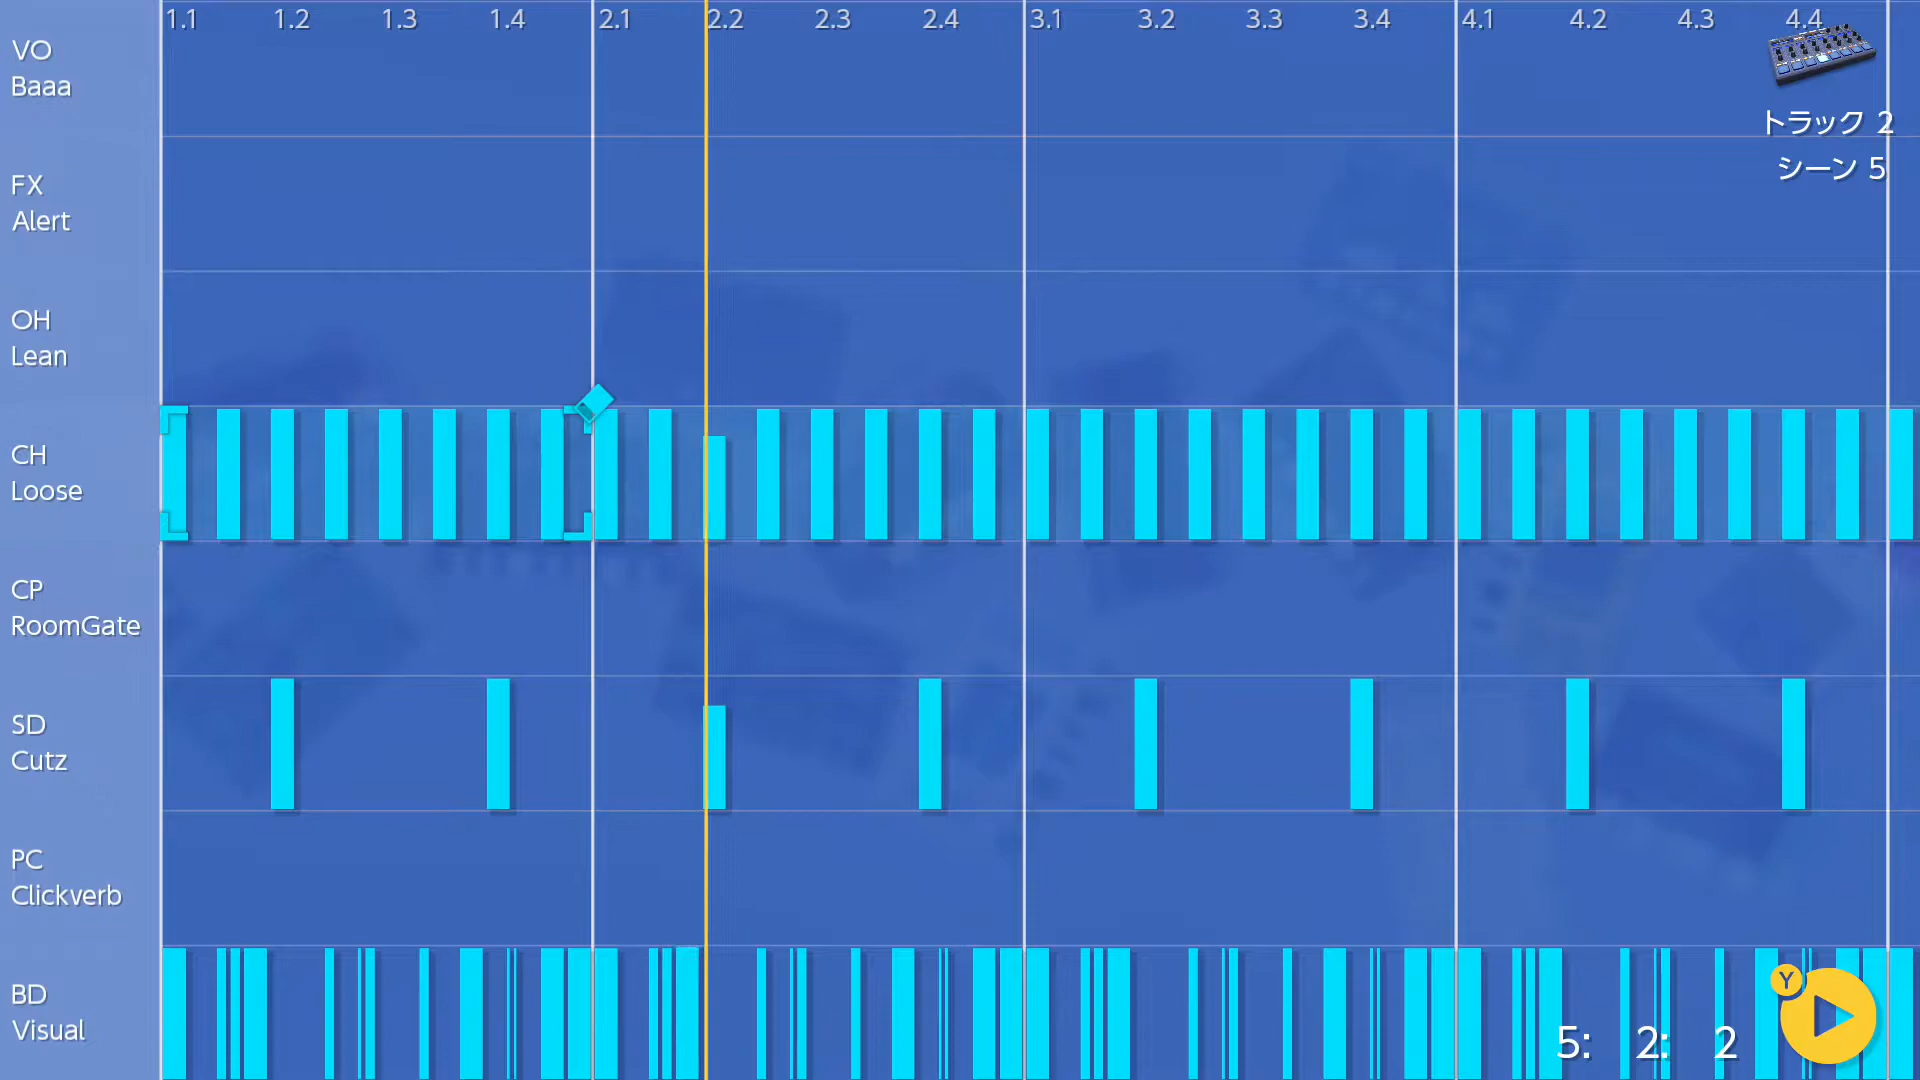 1.1 1.2 1.3 1.4 2.1 2.2 2.3 2.4 3.1 3.2 3.3 3.4 4.1 4.2 4.3 4.4
VO
Baaa
トラック 2
シーン 5
FX
Alert
OH
Lean
CH
Loose
CP
RoomGate
SD
Cutz
PC
Clickverb
BD
Visual
Y
5: 2: 2